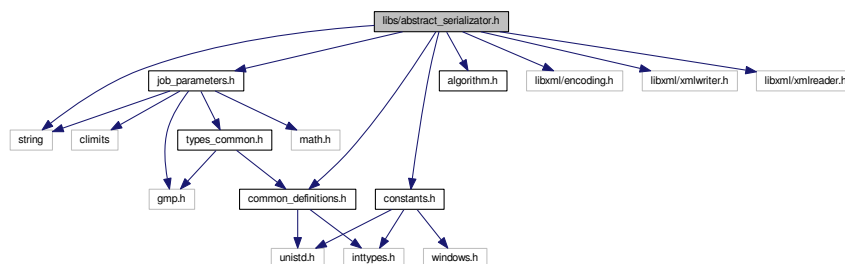 libs/abstract_serializator.h
job_parameters.h
algorithm.h
libxml/encoding.h
libxml/xmlwriter.h
libxml/xmlreader.h
string
climits
types_common.h
math.h
gmp.h
common_definitions.h
constants.h
unistd.h
inttypes.h
windows.h